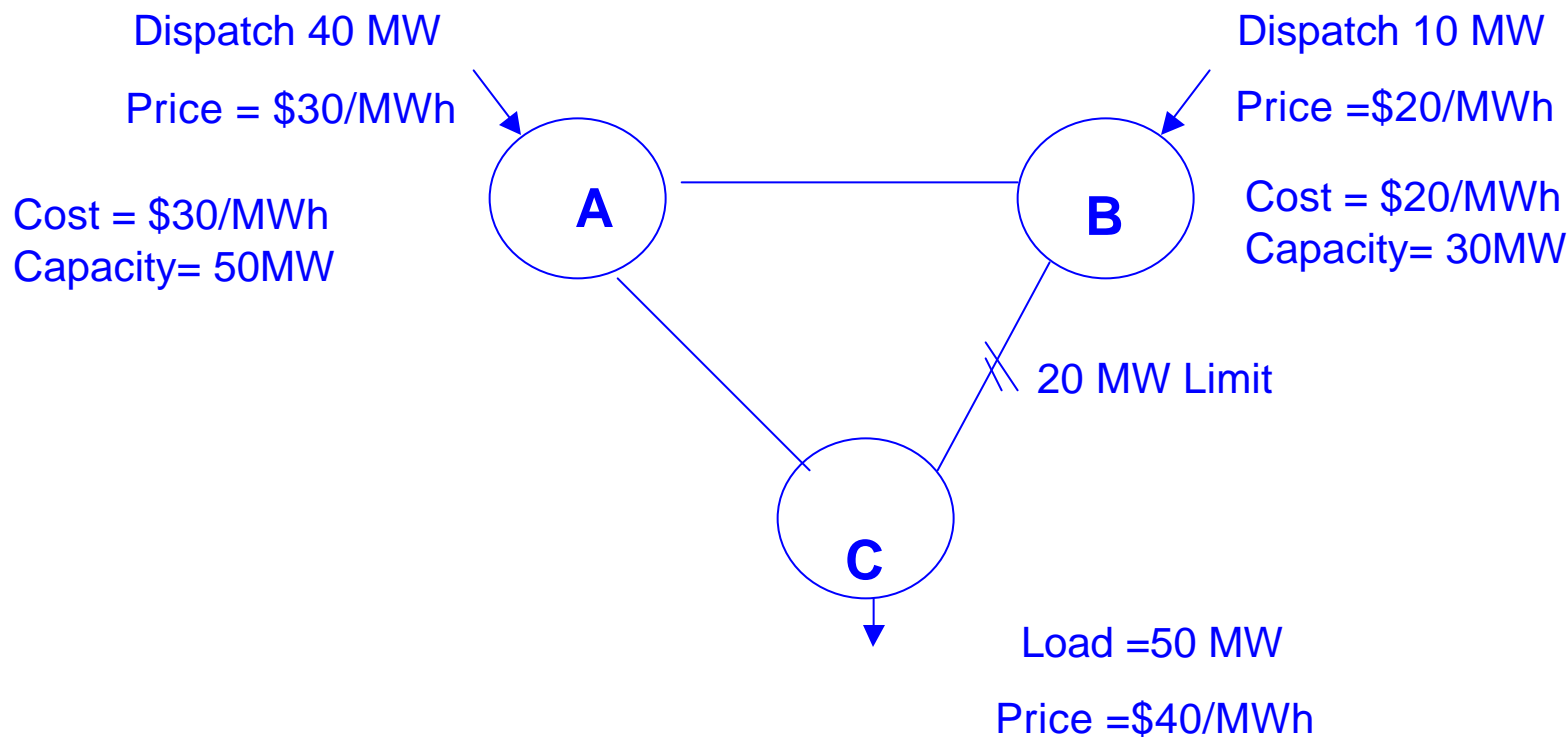 Dispatch 40 MW
Price = $30/MWh
Cost = $30/MWh
Capacity= 50MW
A
Dispatch 10 MW
Price =$20/MWh
Cost = $20/MWh
Capacity= 30MW
B
20 MW Limit
C
Load =50 MW
Price =$40/MWh